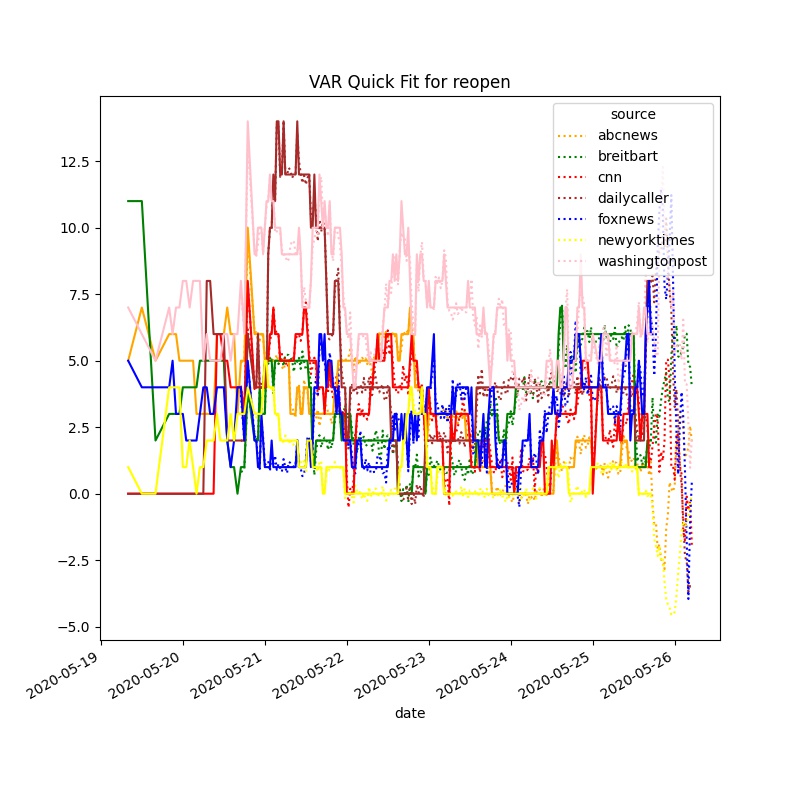 VAR Quick Fit for reopen
source
abcnews
breitbart
cnn
dailycaller
foxnews
newyorktimes
washingtonpost
12.5
10.0
7.5
5.0
2.5
0.0
−2.5
−5.0
2020-05-19
2020-05-20
2020-05-21
2020-05-22
2020-05-23
2020-05-24
2020-05-25
2020-05-26
date